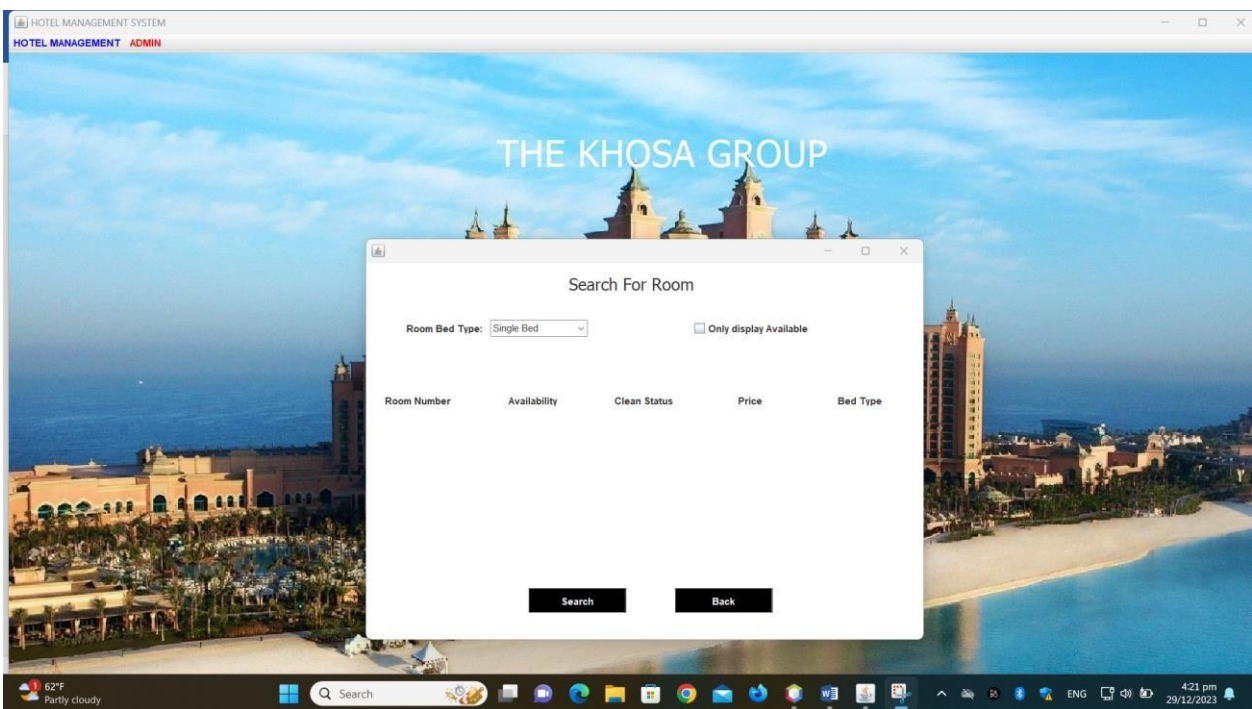 HOTEL MANAGEMENT SYSTEM
HOTEL MANAGEMENT ADMIN
THE KHOSA GROUP
Search For Room
Room Bed Type: Single Bed Only display Available
Room Number Availability Clean Status Price Bed Type
Search Back
1
62°F
Partly cloudy
Search
ENG
4:21 pm
29/12/2023